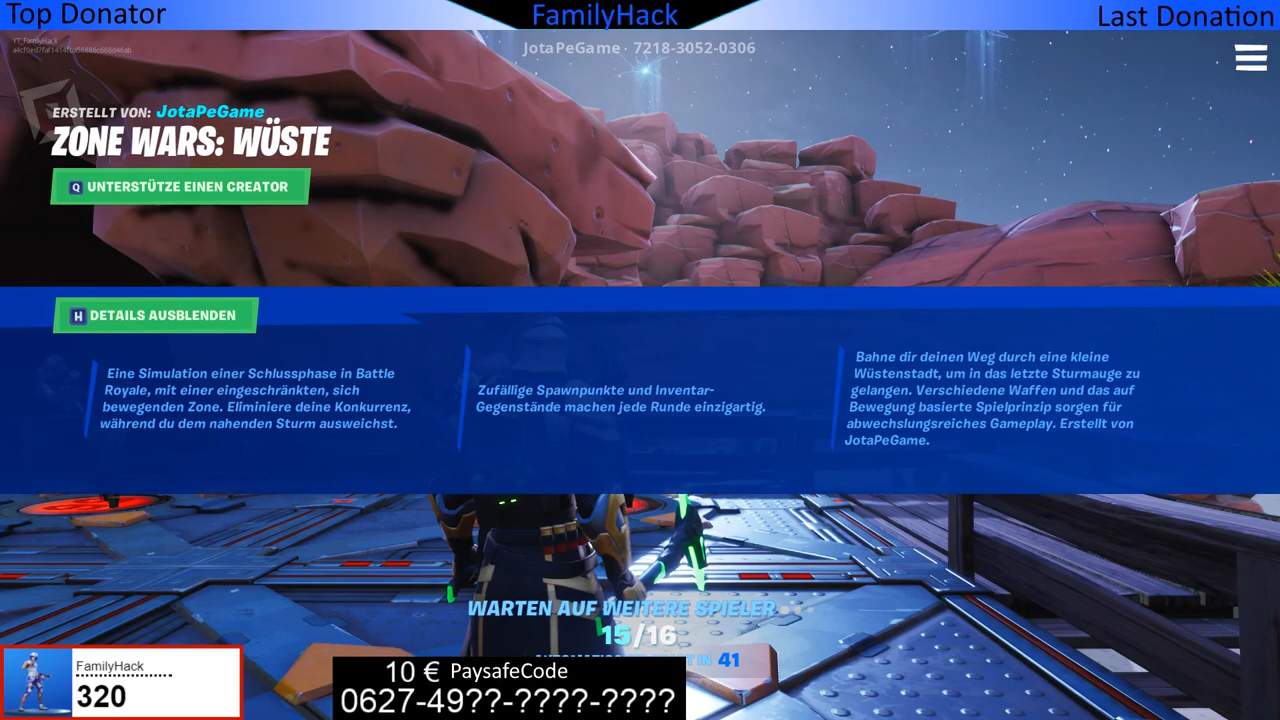 Top Donator
FamilyHack
Last Donation
YT_FamilyHack
JotaPeGame · 7218-3052-0306
ERSTELLT VON: JotaPeGame
ZONE WARS: WÜSTE
Q UNTERSTÜTZE EINEN CREATOR
H DETAILS AUSBLENDEN
Eine Simulation einer Schlussphase in Battle
Royale, mit einer eingeschränkten, sich
bewegenden Zone. Eliminiere deine Konkurrenz,
während du dem nahenden Sturm ausweichst.
Zufällige Spawnpunkte und Inventar-
Gegenstände machen jede Runde einzigartig.
Bahne dir deinen Weg durch eine kleine
Wüstenstadt, um in das letzte Sturmauge zu
gelangen. Verschiedene Waffen und das auf
Bewegung basierte Spielprinzip sorgen für
abwechslungsreiches Gameplay. Erstellt von
JotaPeGame.
WARTEN AUF WEITERE SPIELER
15/16
IN 41
FamilyHack
320
10 € PaysafeCode
0627-49??-????-????